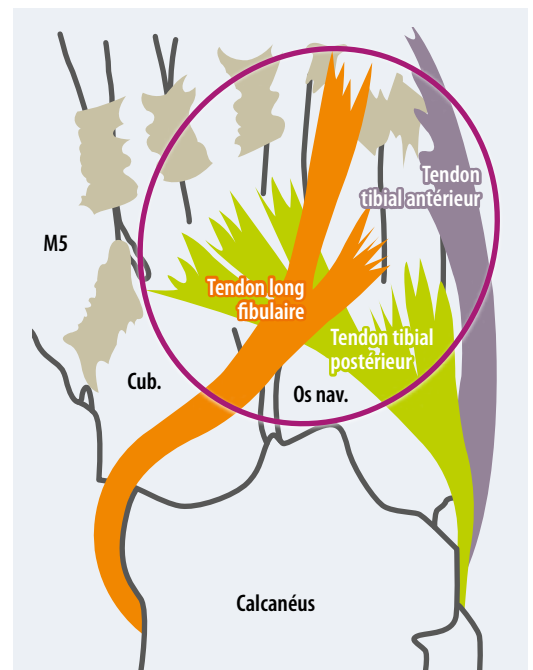 Tendon
tibial antérieur
M5
Tendon long
fibulaire
Tendon tibial
postérieur
Cub.
Os nav.
Calcanéus